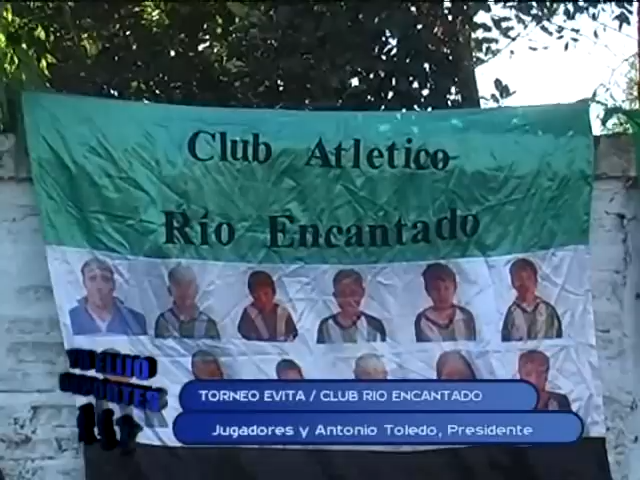 Club Atletico
Río Encantado
TORNEO EVITA / CLUB RIO ENCANTADO
Jugadores y Antonio Toledo, Presidente